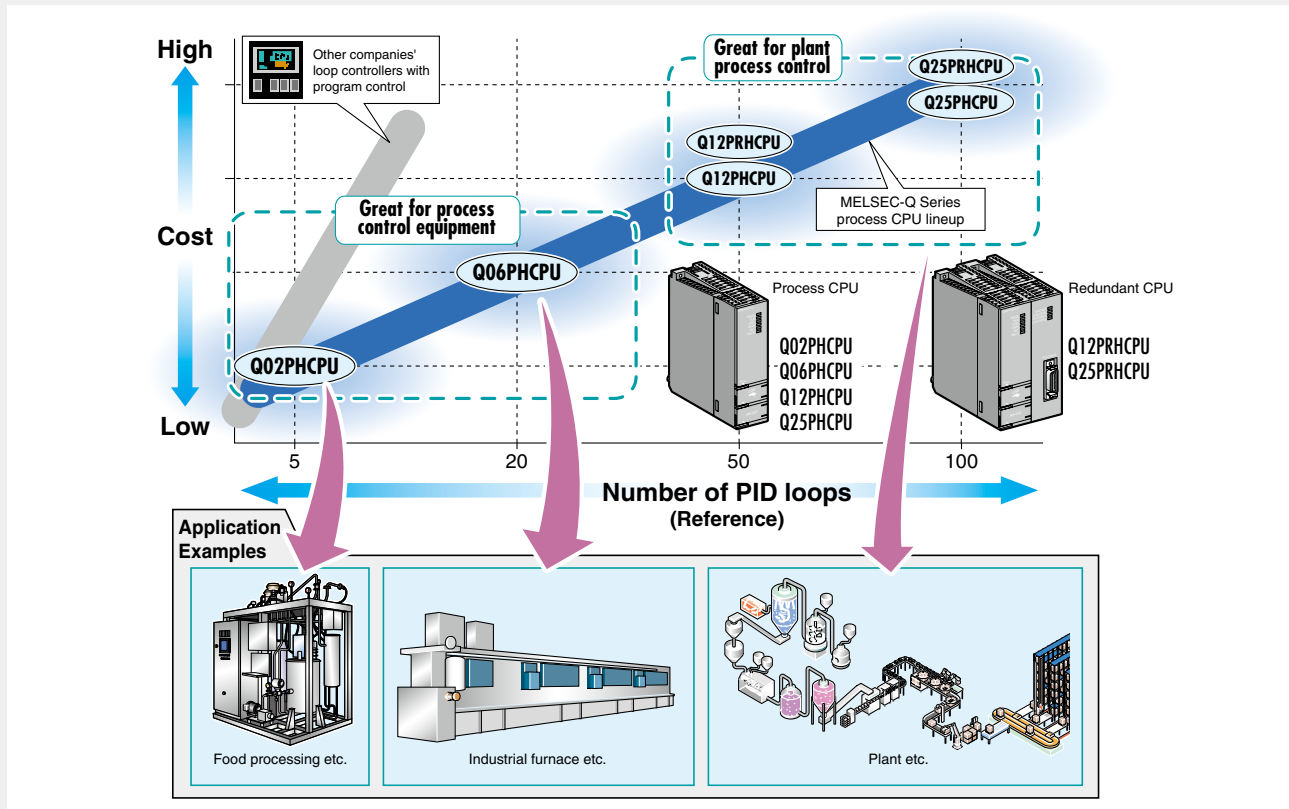 High
Cost
Low
Other companies'
loop controllers with
program control
Great for process
control equipment
Great for plant
process control
Q25PRHCPU
Q25PHCPU
Q12PRHCPU
Q12PHCPU
MELSEC-Q Series
process CPU lineup
Q06PHCPU
Q02PHCPU
Process CPU
Q02PHCPU
Q06PHCPU
Q12PHCPU
Q25PHCPU
Redundant CPU
Q12PRHCPU
Q25PRHCPU
5
20
50
100
Number of PID loops
(Reference)
Application
Examples
Food processing etc.
Industrial furnace etc.
Plant etc.